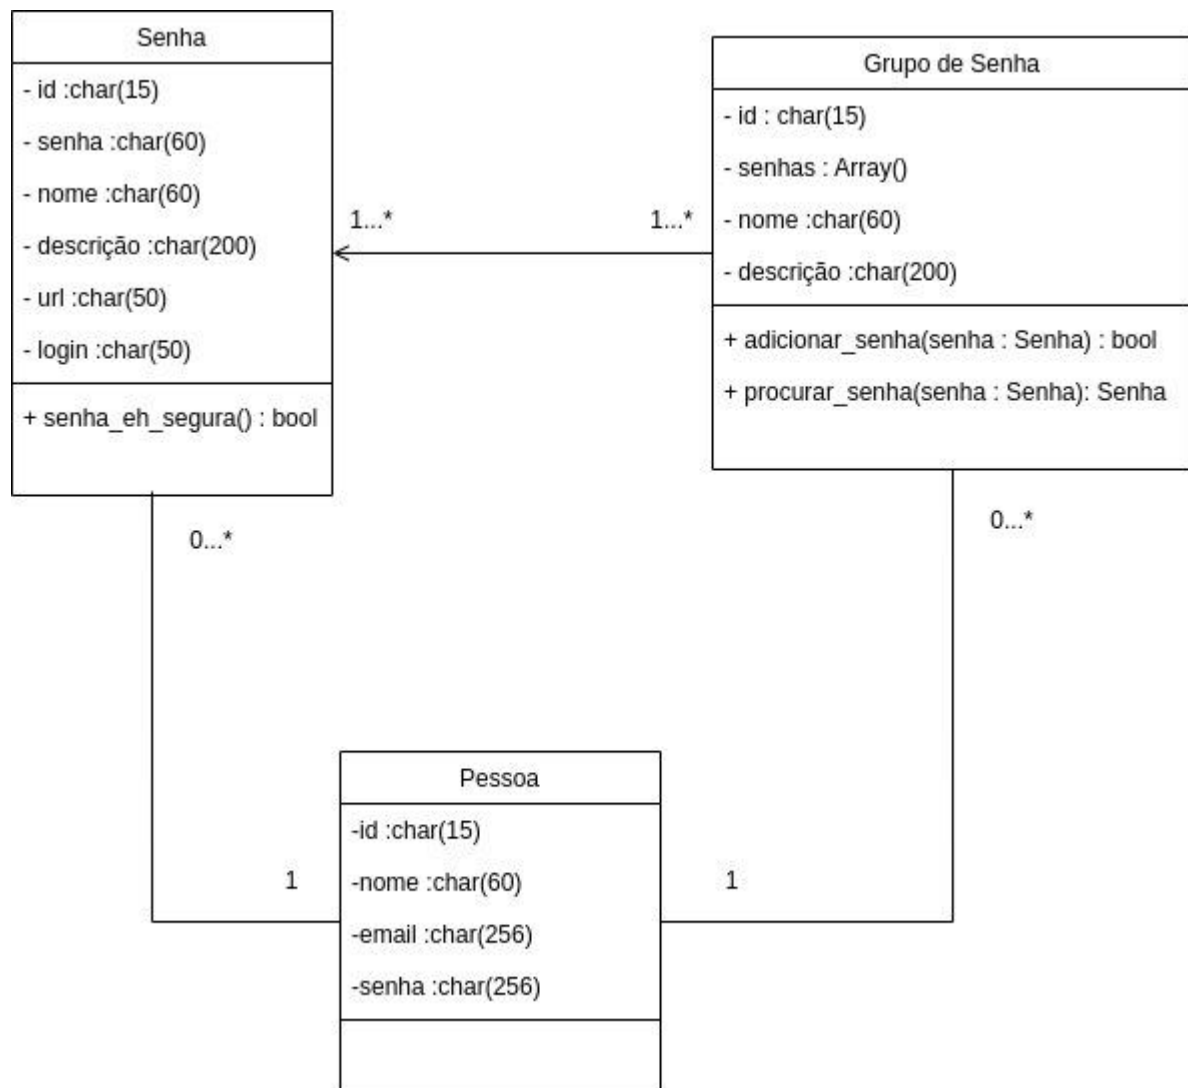 Senha
- id :char(15)
- senha :char(60)
- nome :char(60)
- descrição :char(200)
- url :char(50)
- login :char(50)
+ senha_eh_segura() : bool
Grupo de Senha
- id : char(15)
- senhas : Array()
- nome :char(60)
- descrição :char(200)
+ adicionar_senha(senha : Senha) : bool
+ procurar_senha(senha : Senha): Senha
1...*
1...*
0...*
0...*
Pessoa
-id :char(15)
-nome :char(60)
-email :char(256)
-senha :char(256)
1
1